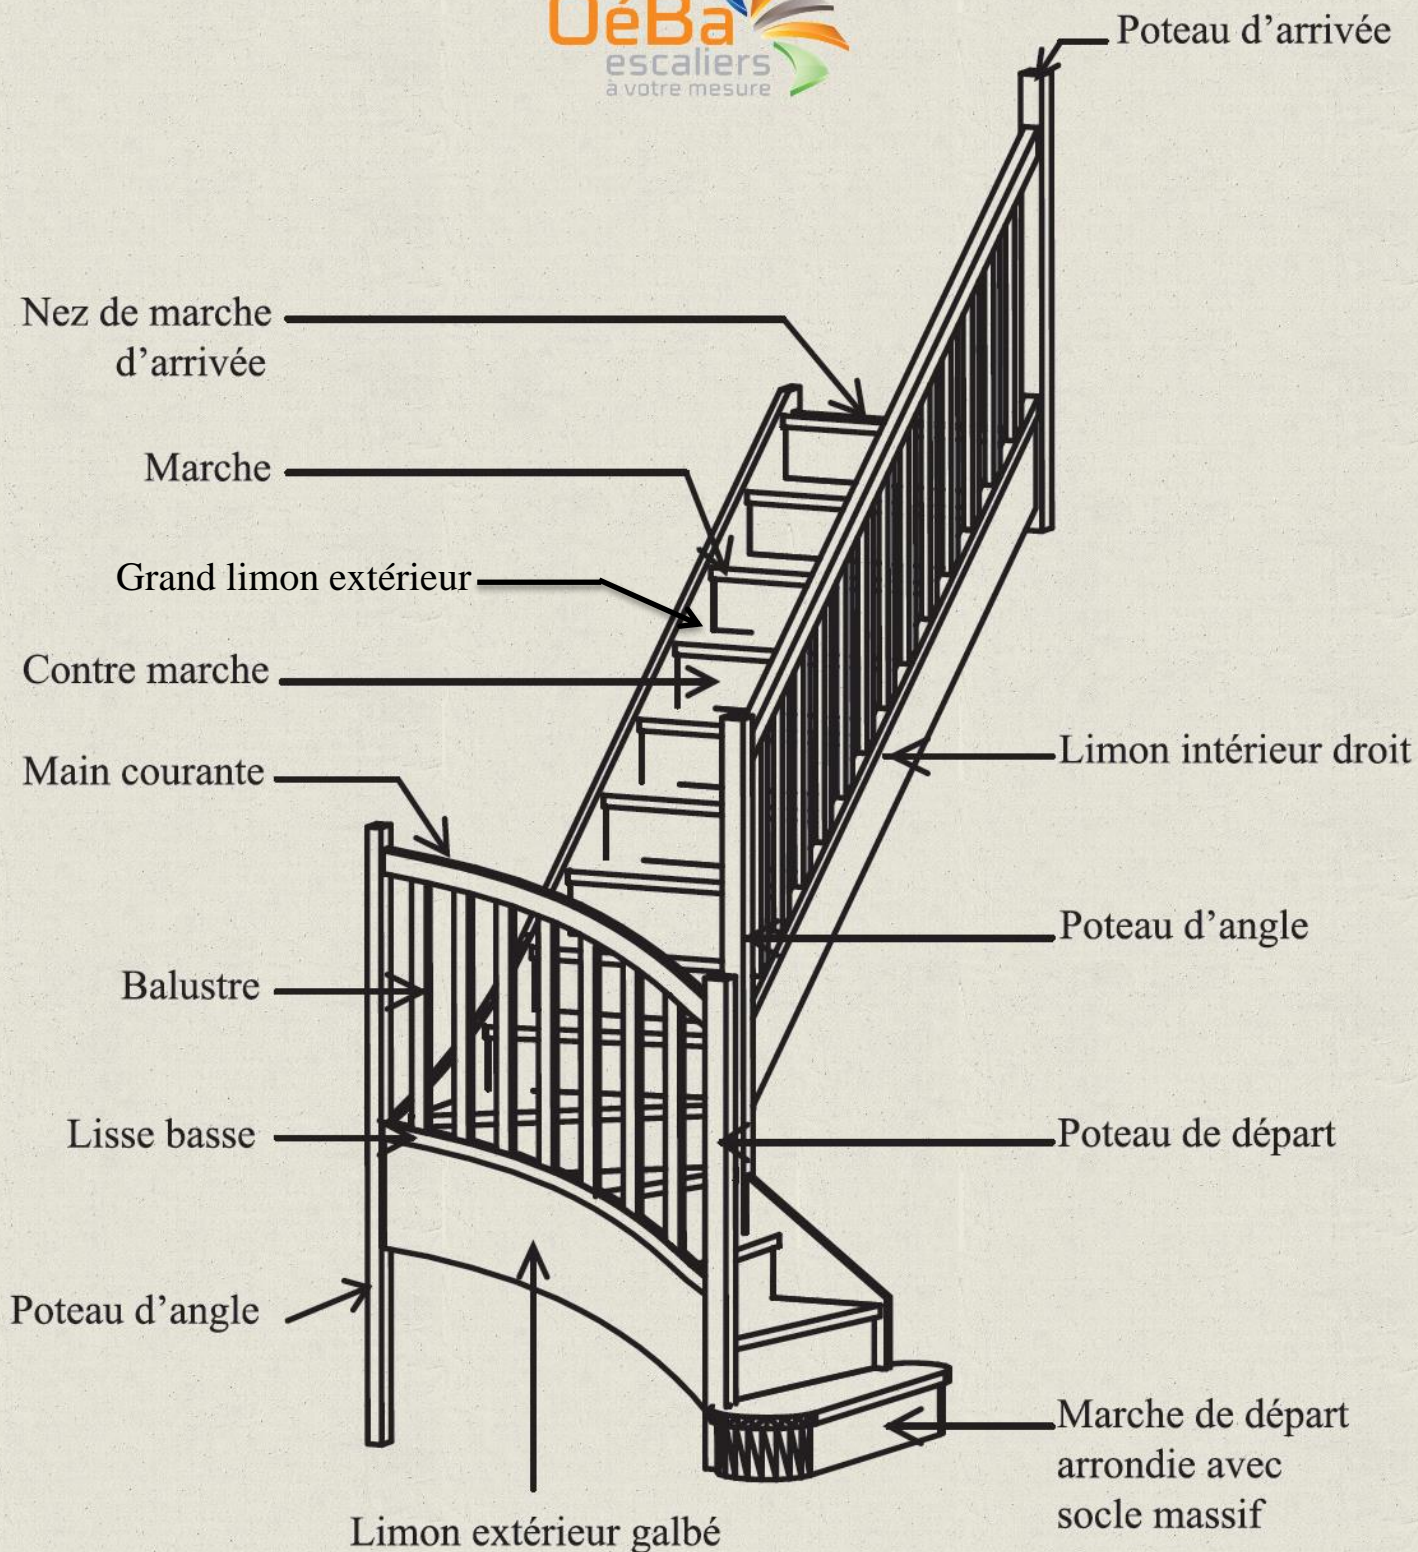 OéBa
escaliers
à votre mesure
Poteau d'arrivée
Nez de marche
d'arrivée
Marche
Grand limon extérieur
Contre marche
Main courante
Limon intérieur droit
Poteau d'angle
Balustre
Lisse basse
Poteau de départ
Poteau d'angle
Marche de départ
arrondie avec
socle massif
Limon extérieur galbé